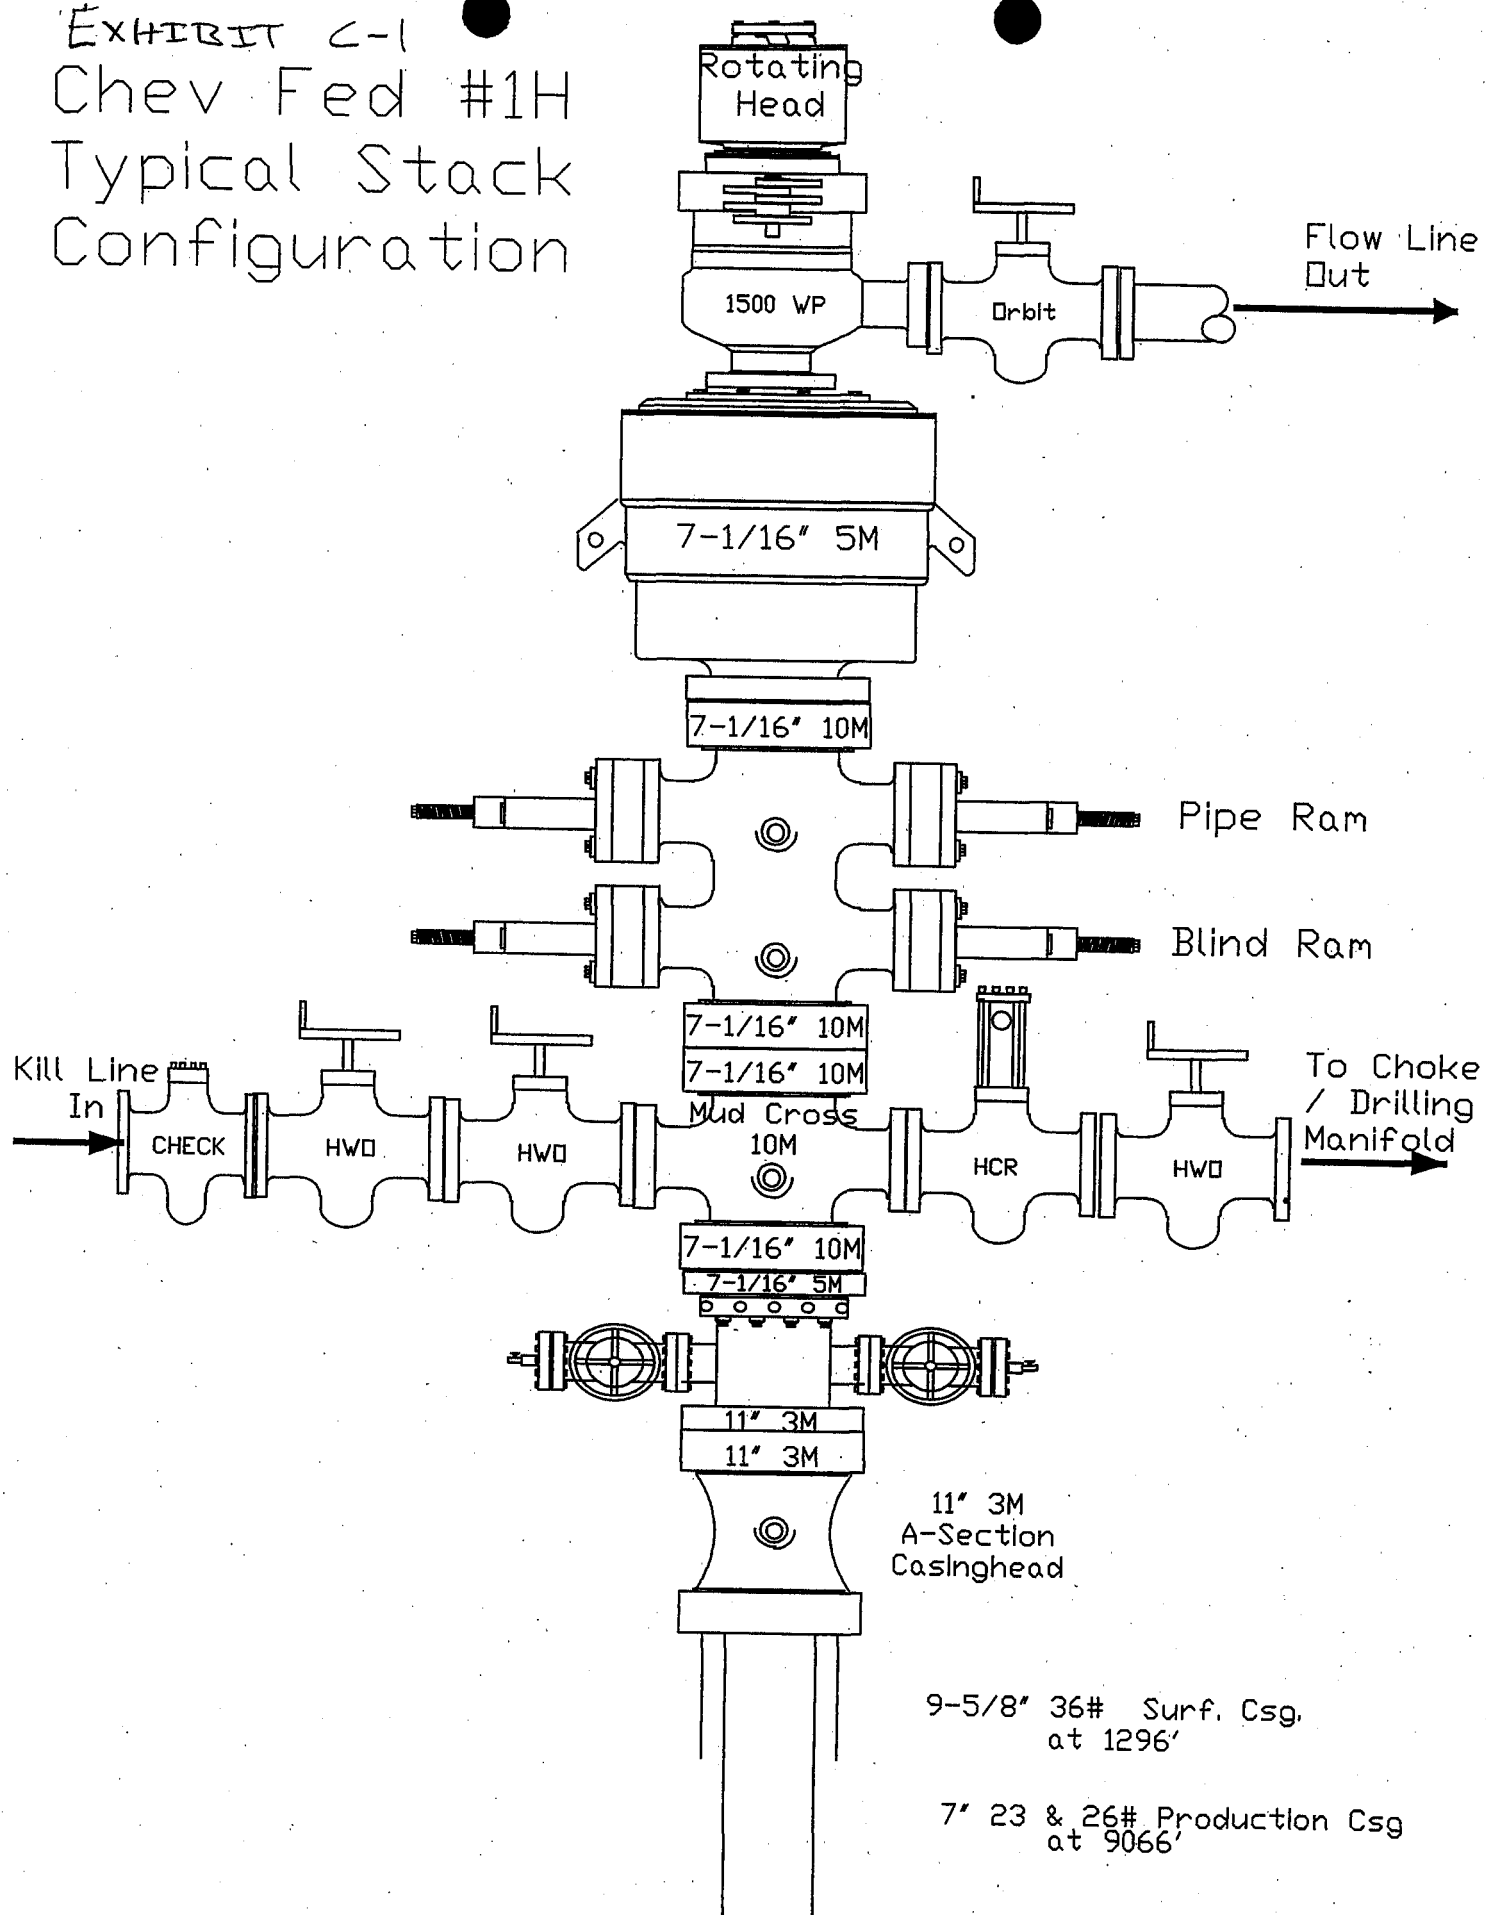 EXHIBIT C-1
Chev Fed #1H
Typical Stack
Configuration
Rotating
Head
Flow Line
Out
1500 WP
Orbit
7-1/16" 5M
7-1/16" 10M
Pipe Ram
Blind Ram
7-1/16" 10M
7-1/16" 10M
Kill Line
In
To Choke
/ Drilling
Manifold
Mud Cross
10M
CHECK
HWO
HWO
HCR
HWO
7-1/16" 10M
7-1/16" 5M
11" 3M
11" 3M
11" 3M
A-Section
Casinghead
9-5/8" 36# Surf. Csg.
at 1296'
7" 23 & 26# Production Csg
at 9066'